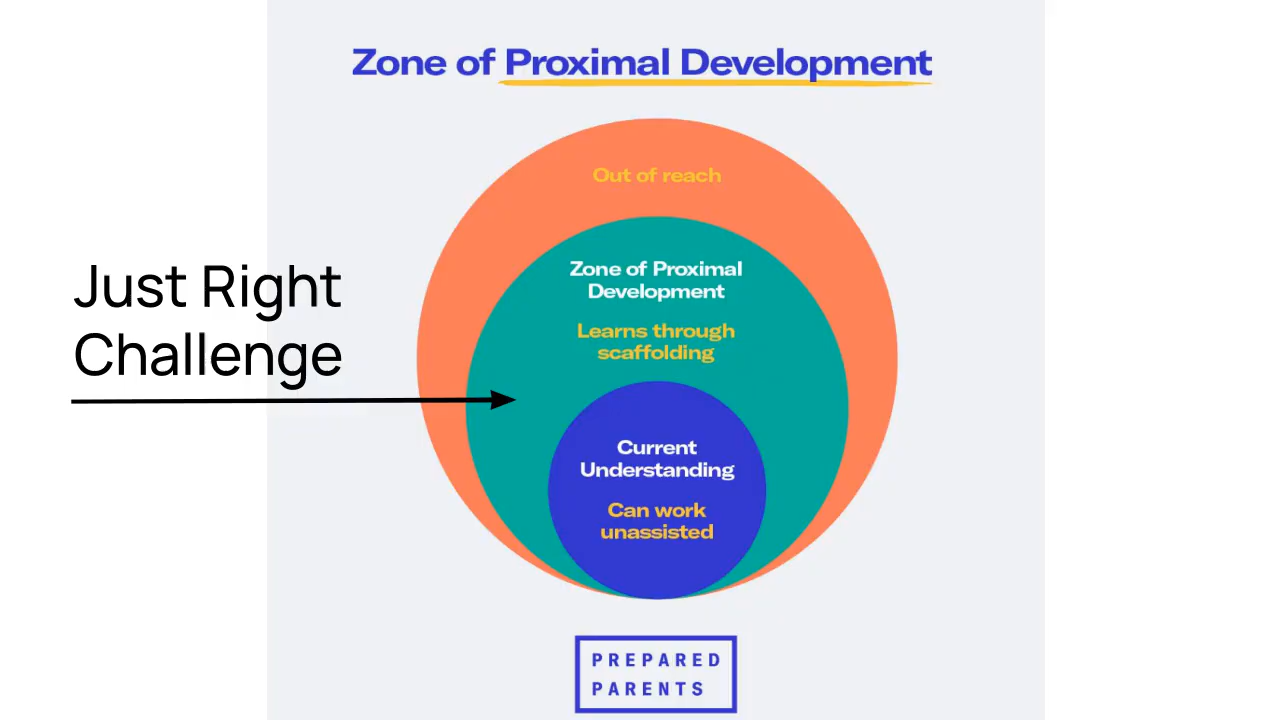 Zone of Proximal Development
Out of reach
Zone of Proximal
Development
Learns through
scaffolding
Just Right
Challenge
Current
Understanding
Can work
unassisted
PREPARED
PARENTS